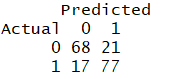 Predicted
Actual 0 1
0 68 21
1 17 77